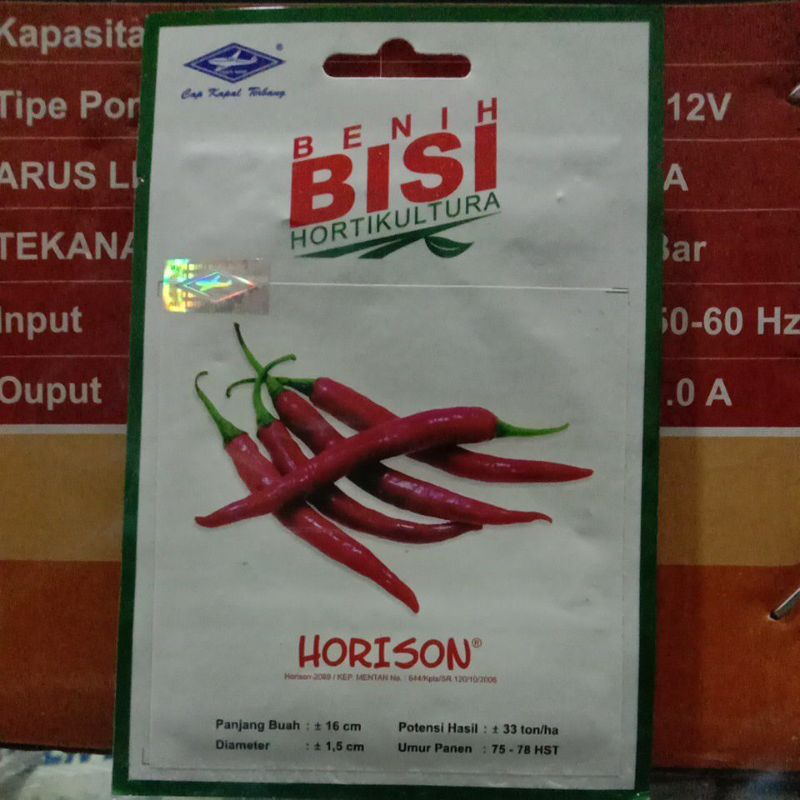 Kapasita
Tipe Por
12V
ARUS LI
A
TEKANA
Bar
Input
50-60 Hz
Ouput
.0 A
®
Cap Kapal Terbang
BENIH
BISI
HORTIKULTURA
HORISON®
Horison-2089 / KEP. MENTAN No. : 644/Kpts/SR.120/10/2006
Panjang Buah : ± 16 cm
Potensi Hasil : ± 33 ton/ha
Diameter : ± 1,5 cm
Umur Panen : 75 - 78 HST